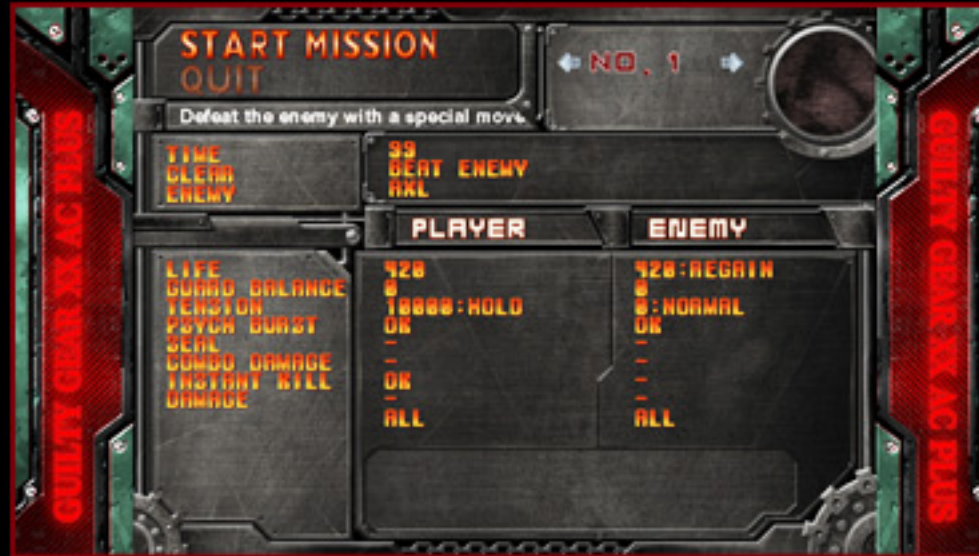 START MISSION
QUIT
NO. 1
Defeat the enemy with a special move
TIME 99
CLEAR BEAT ENEMY
ENEMY AXL
PLAYER ENEMY
LIFE 420 420:REGAIN
GUARD BALANCE 0 0
TENSION 10000:HOLD 0:NORMAL
PSYCH BURST OK OK
SEAL - -
COMBO DAMAGE - -
INSTANT KILL OK -
DAMAGE - -
ALL ALL
GUILTY GEAR XX AC PLUS
GUILTY GEAR XX AC PLUS